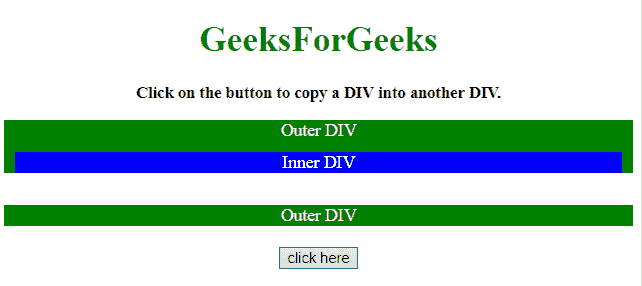 GeeksForGeeks
Click on the button to copy a DIV into another DIV.
Outer DIV
Inner DIV
Outer DIV
click here